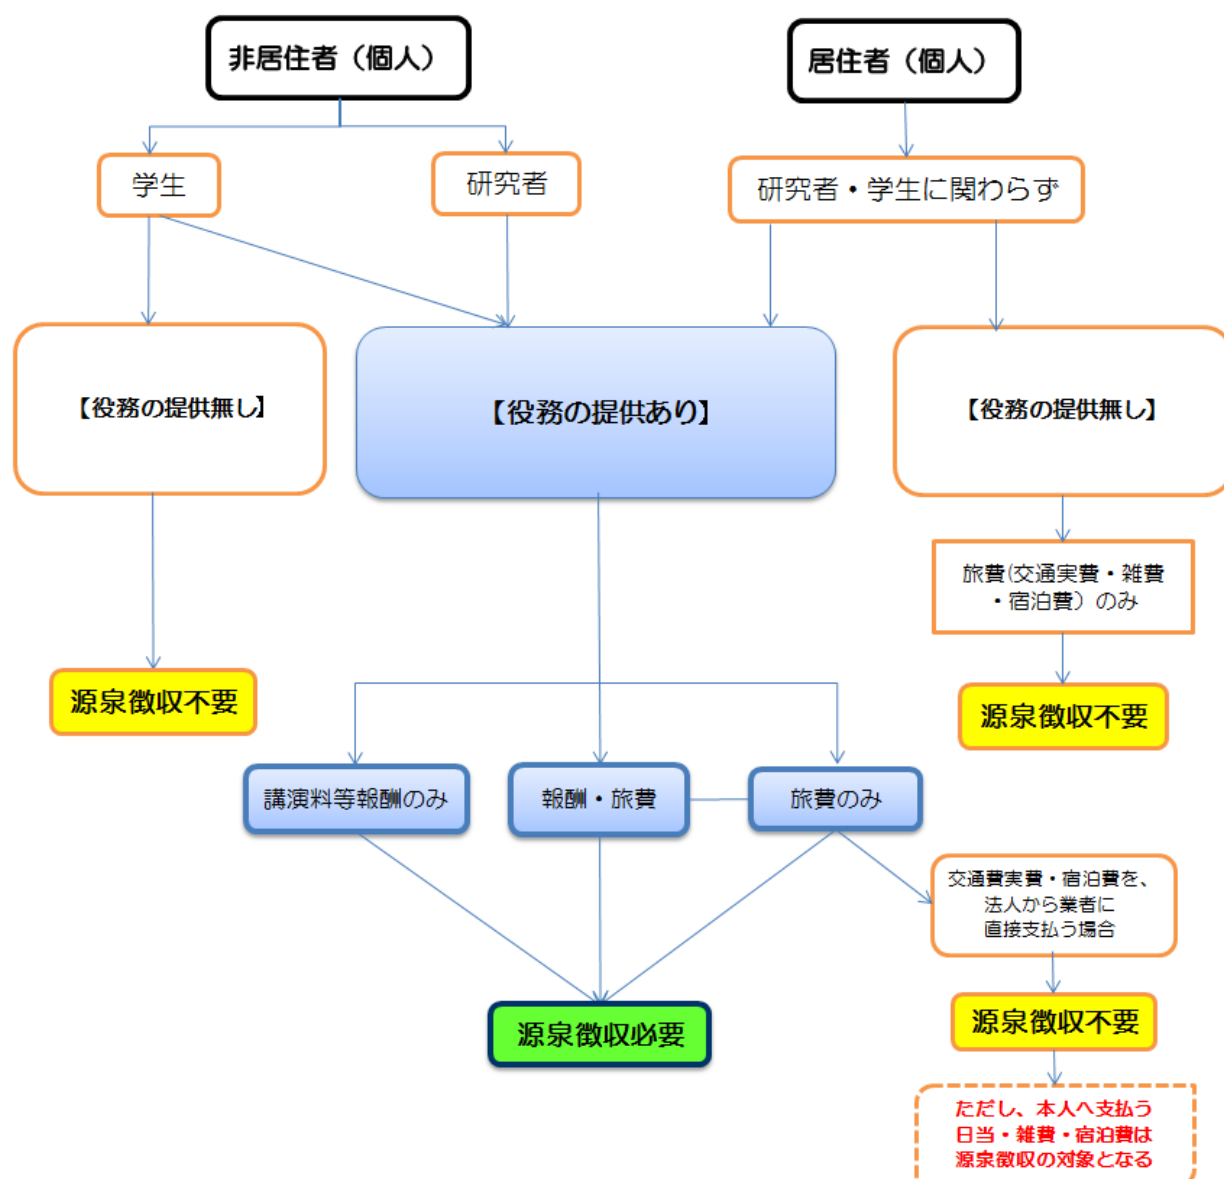 非居住者（個人）
居住者（個人）
学生
研究者
研究者・学生に関わらず
【役務の提供無し】
【役務の提供あり】
【役務の提供無し】
旅費(交通実費・雑費
・宿泊費）のみ
源泉徴収不要
源泉徴収不要
講演料等報酬のみ
報酬・旅費
旅費のみ
交通費実費・宿泊費を、
法人から業者に
直接支払う場合
源泉徴収必要
源泉徴収不要
ただし、本人へ支払う
日当・雑費・宿泊費は
源泉徴収の対象となる